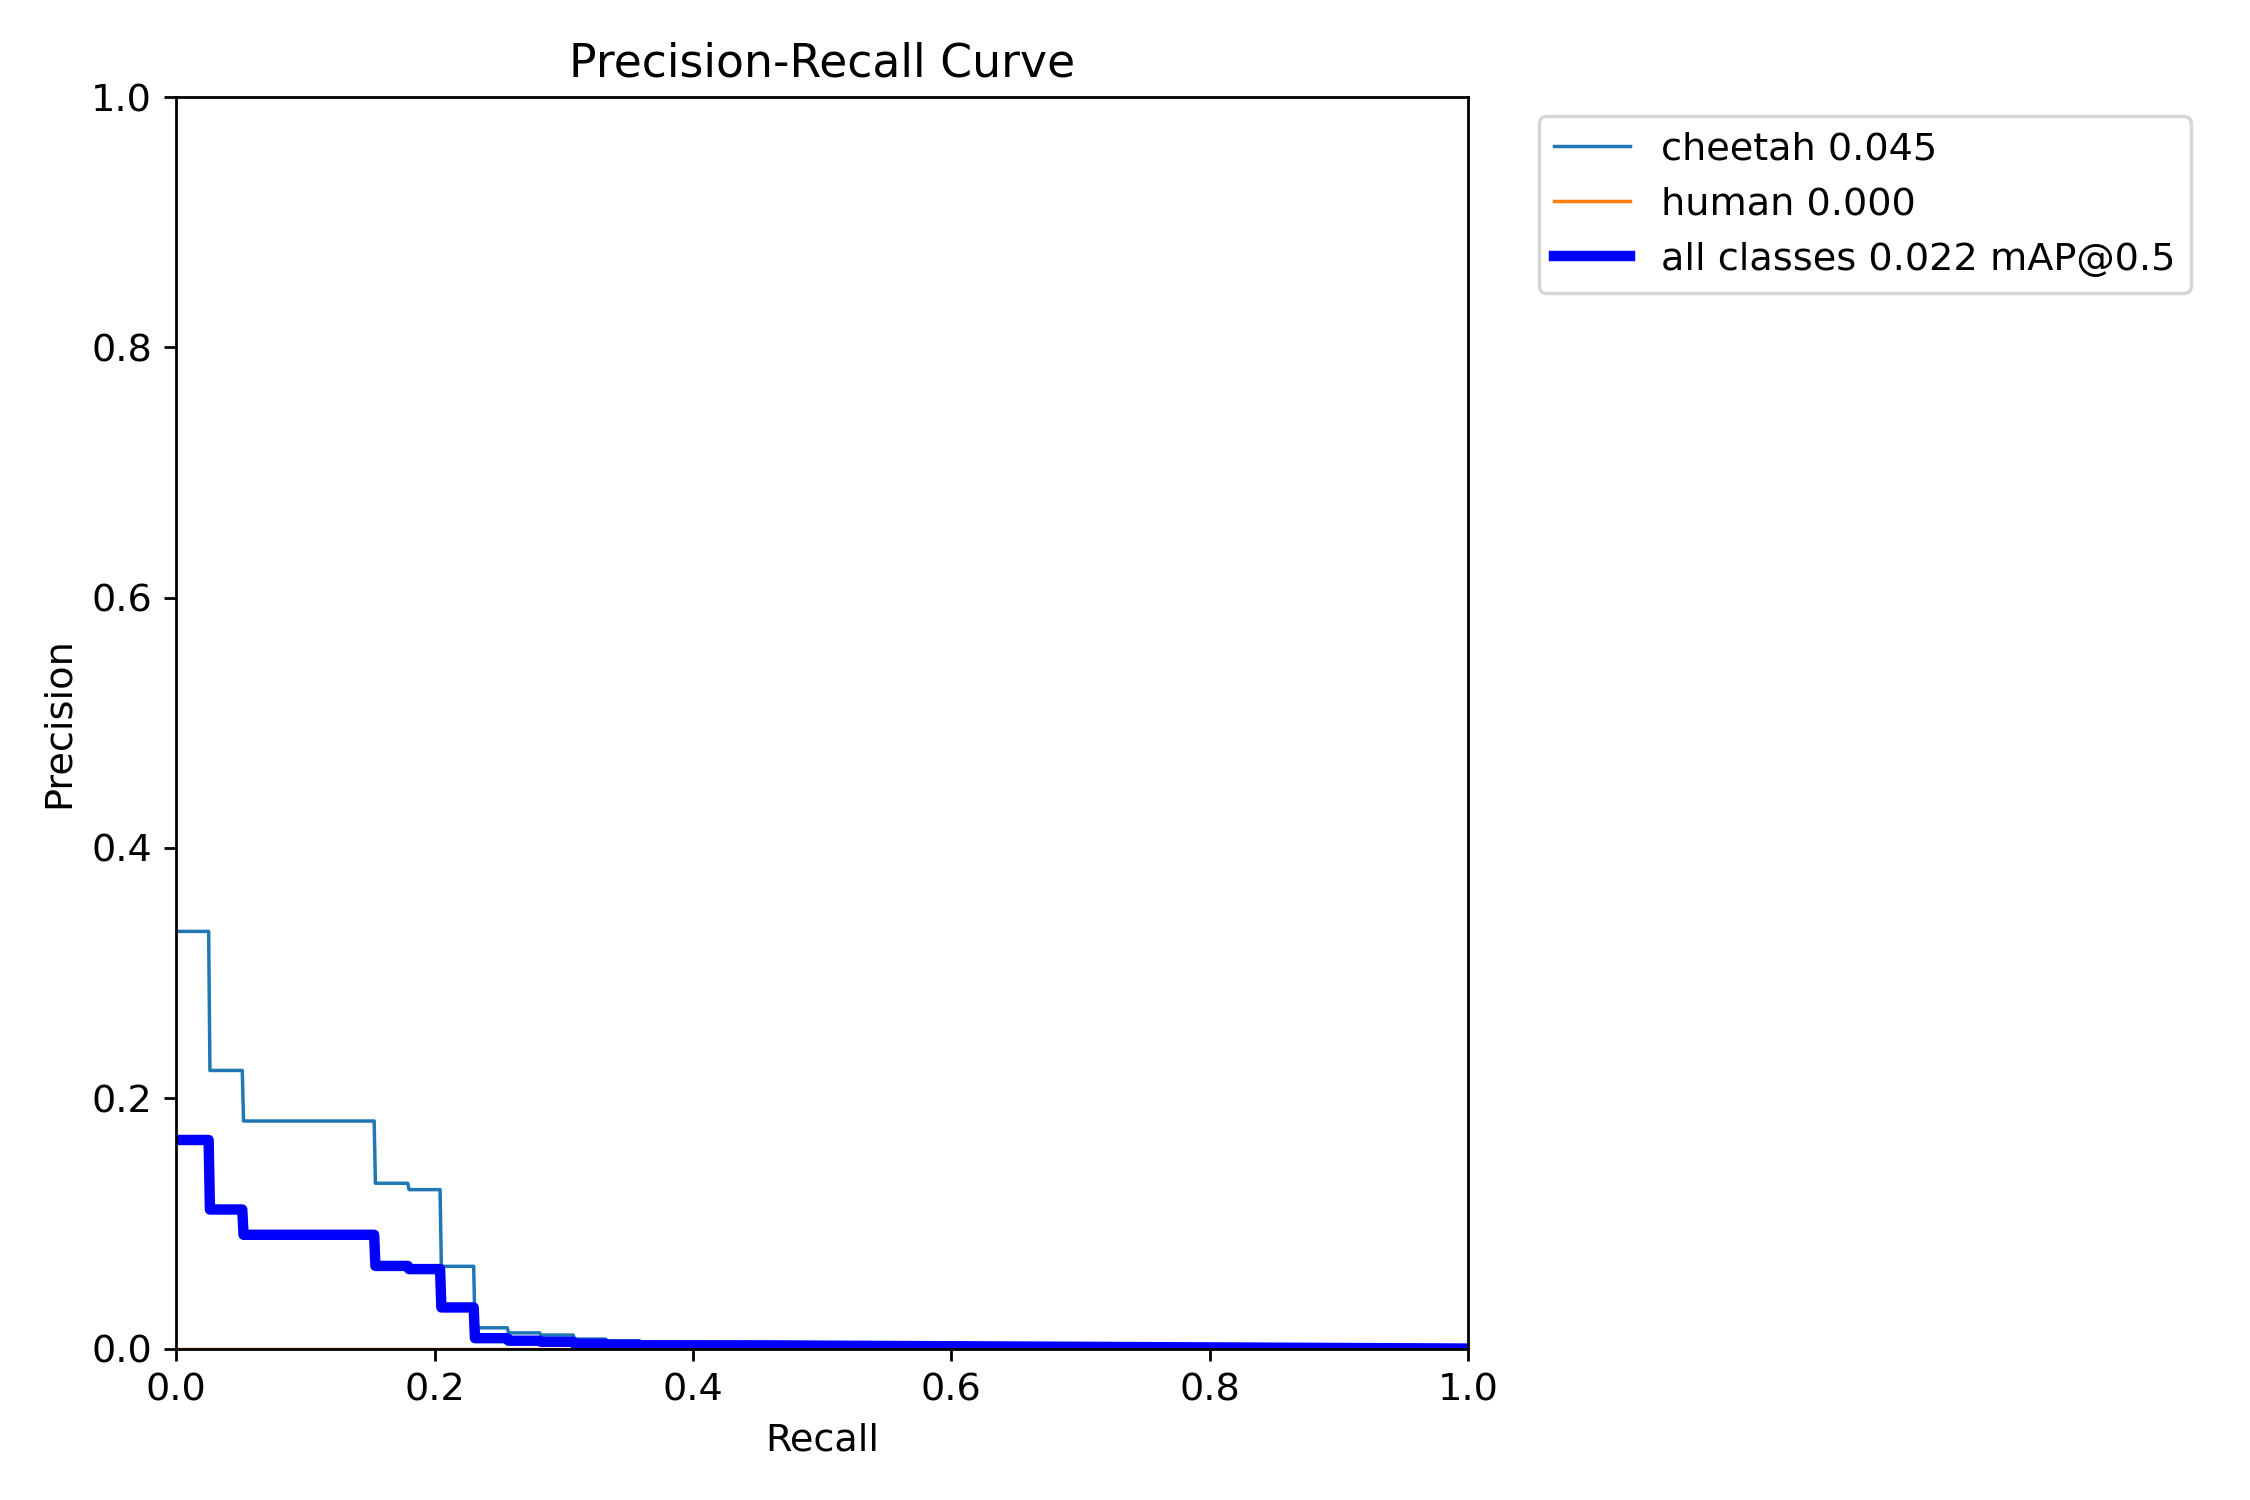 Precision-Recall Curve
1.0
0.8
0.6
0.4
0.2
0.0
Precision
0.0 0.2 0.4 0.6 0.8 1.0
Recall
cheetah 0.045
human 0.000
all classes 0.022 mAP@0.5